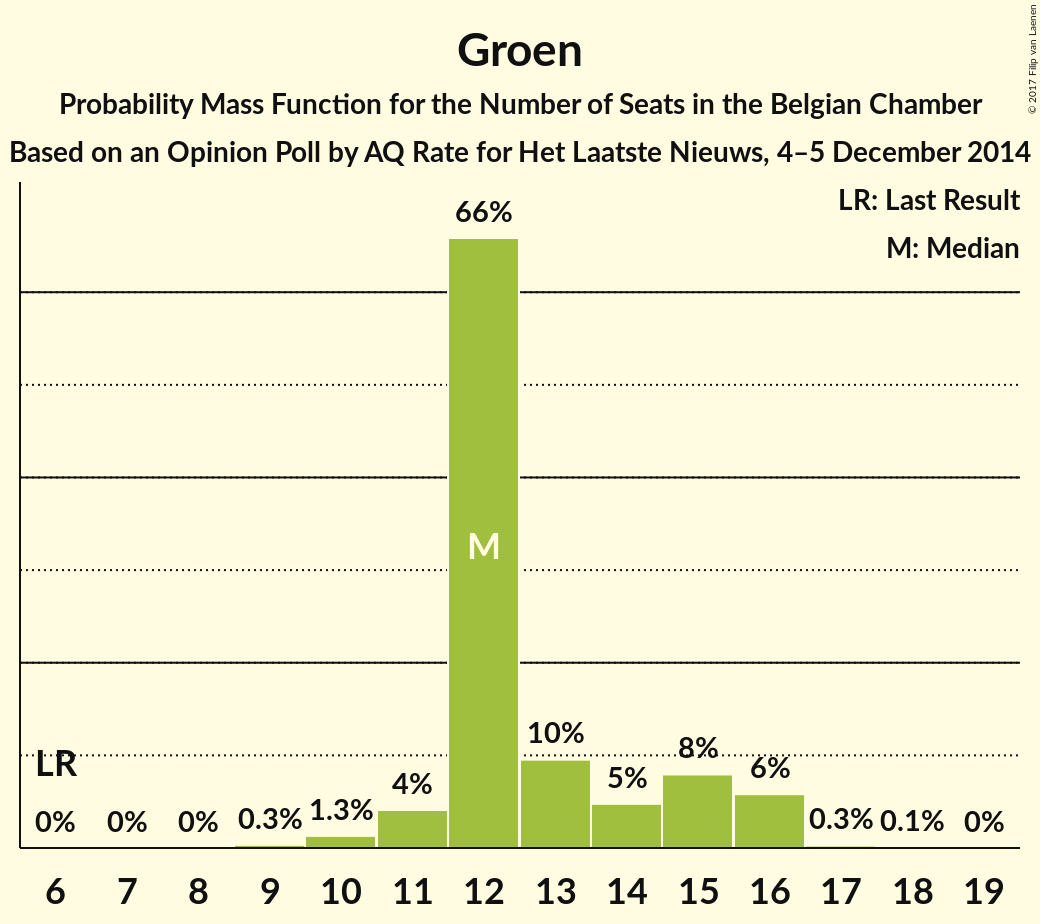 Groen
Probability Mass Function for the Number of Seats in the Belgian Chamber
Based on an Opinion Poll by AQ Rate for Het Laatste Nieuws, 4–5 December 2014
© 2017 Filip van Laenen
LR: Last Result
M: Median
66%
M
LR
0% 0% 0% 0.3% 1.3% 4% 10% 5% 8% 6% 0.3% 0.1% 0%
6 7 8 9 10 11 12 13 14 15 16 17 18 19